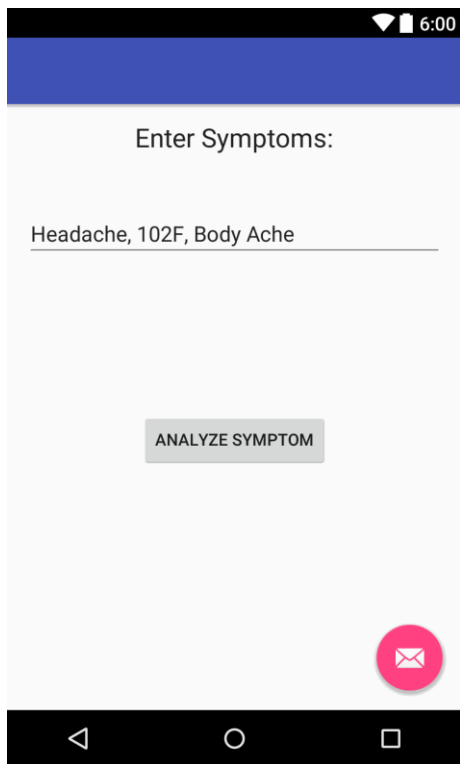 6:00
Enter Symptoms:
Headache, 102F, Body Ache
ANALYZE SYMPTOM